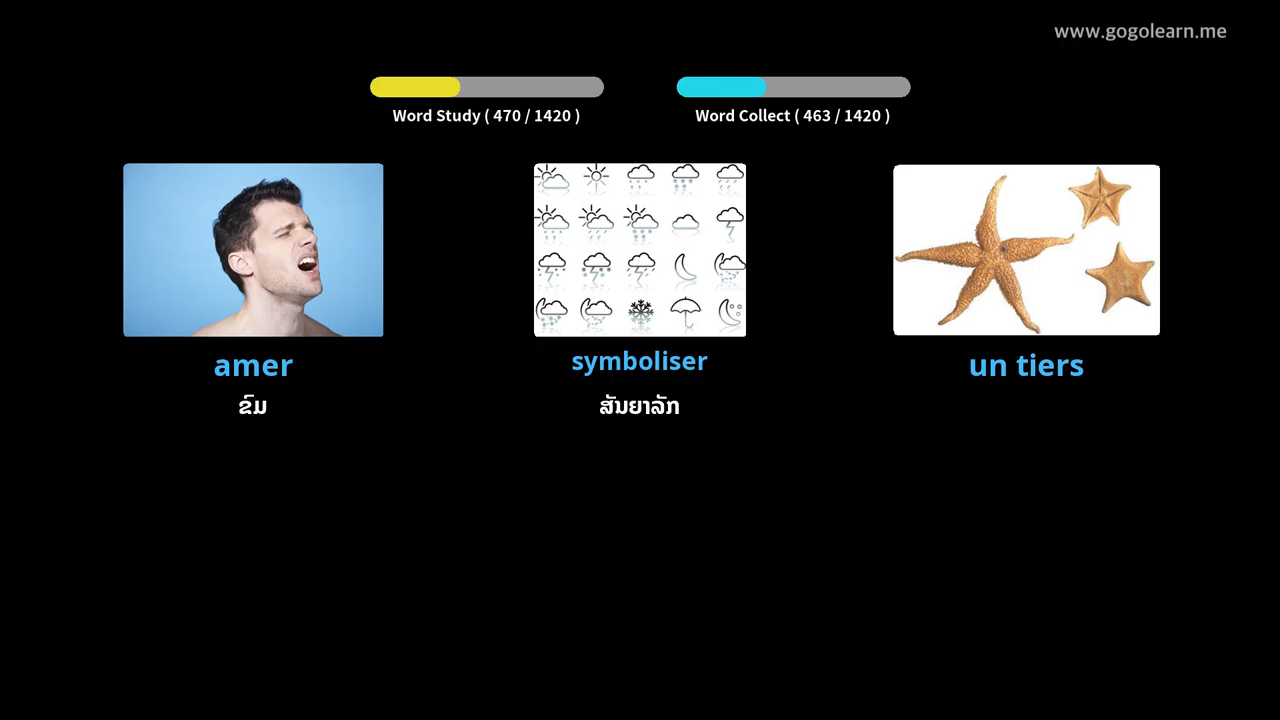 www.gogolearn.me
Word Study ( 470 / 1420 )
Word Collect ( 463 / 1420 )
amer
symboliser
un tiers
ຂົມ
ສັນຍາລັກ